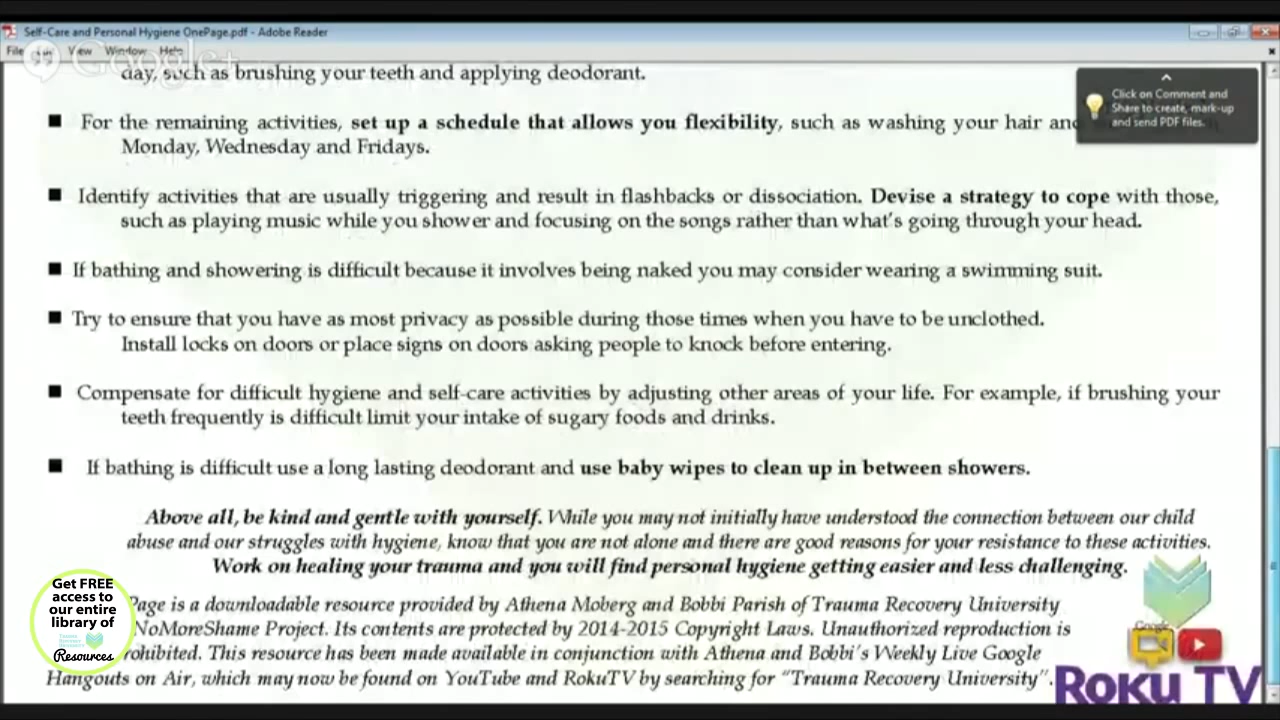 Self-Care and Personal Hygiene OnePage.pdf - Adobe Reader
File View Window Help
Google+
day, such as brushing your teeth and applying deodorant.
Click on Comment and
Share to create, mark-up
and send PDF files.
■ For the remaining activities, set up a schedule that allows you flexibility, such as washing your hair and
Monday, Wednesday and Fridays.
■ Identify activities that are usually triggering and result in flashbacks or dissociation. Devise a strategy to cope with those,
such as playing music while you shower and focusing on the songs rather than what's going through your head.
■ If bathing and showering is difficult because it involves being naked you may consider wearing a swimming suit.
■ Try to ensure that you have as most privacy as possible during those times when you have to be unclothed.
Install locks on doors or place signs on doors asking people to knock before entering.
■ Compensate for difficult hygiene and self-care activities by adjusting other areas of your life. For example, if brushing your
teeth frequently is difficult limit your intake of sugary foods and drinks.
■ If bathing is difficult use a long lasting deodorant and use baby wipes to clean up in between showers.
Above all, be kind and gentle with yourself. While you may not initially have understood the connection between our child
abuse and our struggles with hygiene, know that you are not alone and there are good reasons for your resistance to these activities.
Work on healing your trauma and you will find personal hygiene getting easier and less challenging.
Page is a downloadable resource provided by Athena Moberg and Bobbi Parish of Trauma Recovery University
NoMoreShame Project. Its contents are protected by 2014-2015 Copyright Laws. Unauthorized reproduction is
rohibited. This resource has been made available in conjunction with Athena and Bobbi's Weekly Live Google
Hangouts on Air, which may now be found on YouTube and RokuTV by searching for "Trauma Recovery University".
Get FREE
access to
our entire
library of
Resources
Google
Roku TV